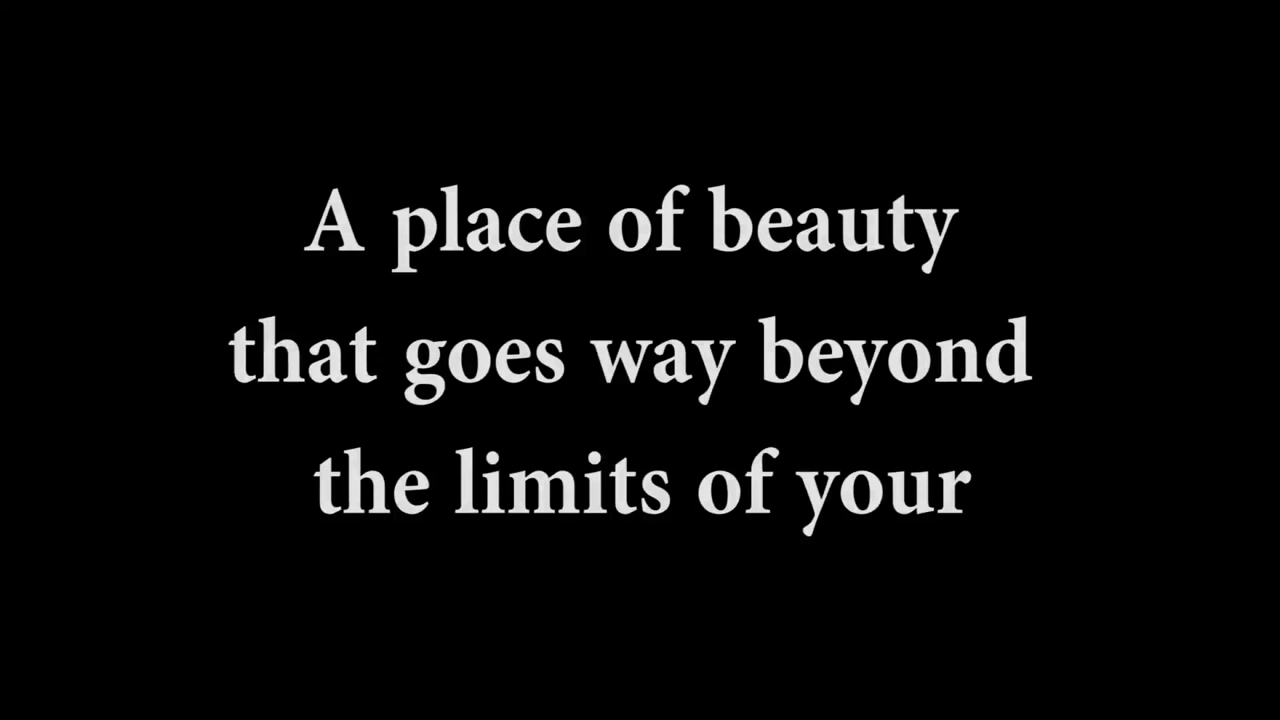 A place of beauty
that goes way beyond
the limits of your